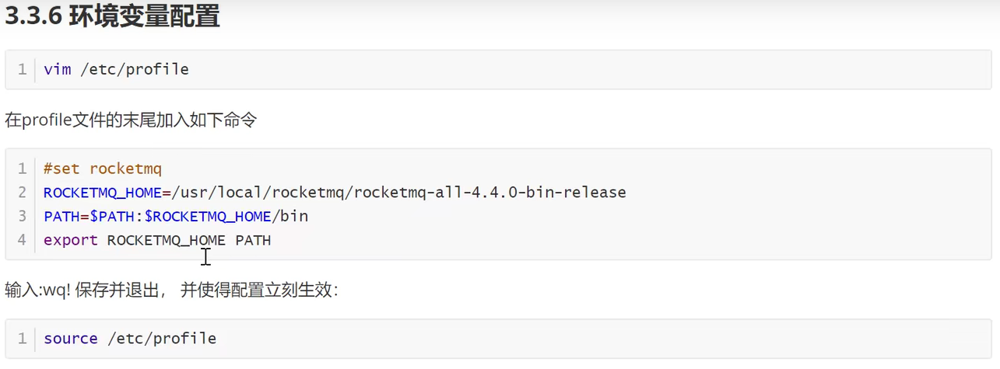 3.3.6 环境变量配置
1 vim /etc/profile
在profile文件的末尾加入如下命令
1 #set rocketmq
2 ROCKETMQ_HOME=/usr/local/rocketmq/rocketmq-all-4.4.0-bin-release
3 PATH=$PATH:$ROCKETMQ_HOME/bin
4 export ROCKETMQ_HOME PATH
输入:wq! 保存并退出， 并使得配置立刻生效：
1 source /etc/profile